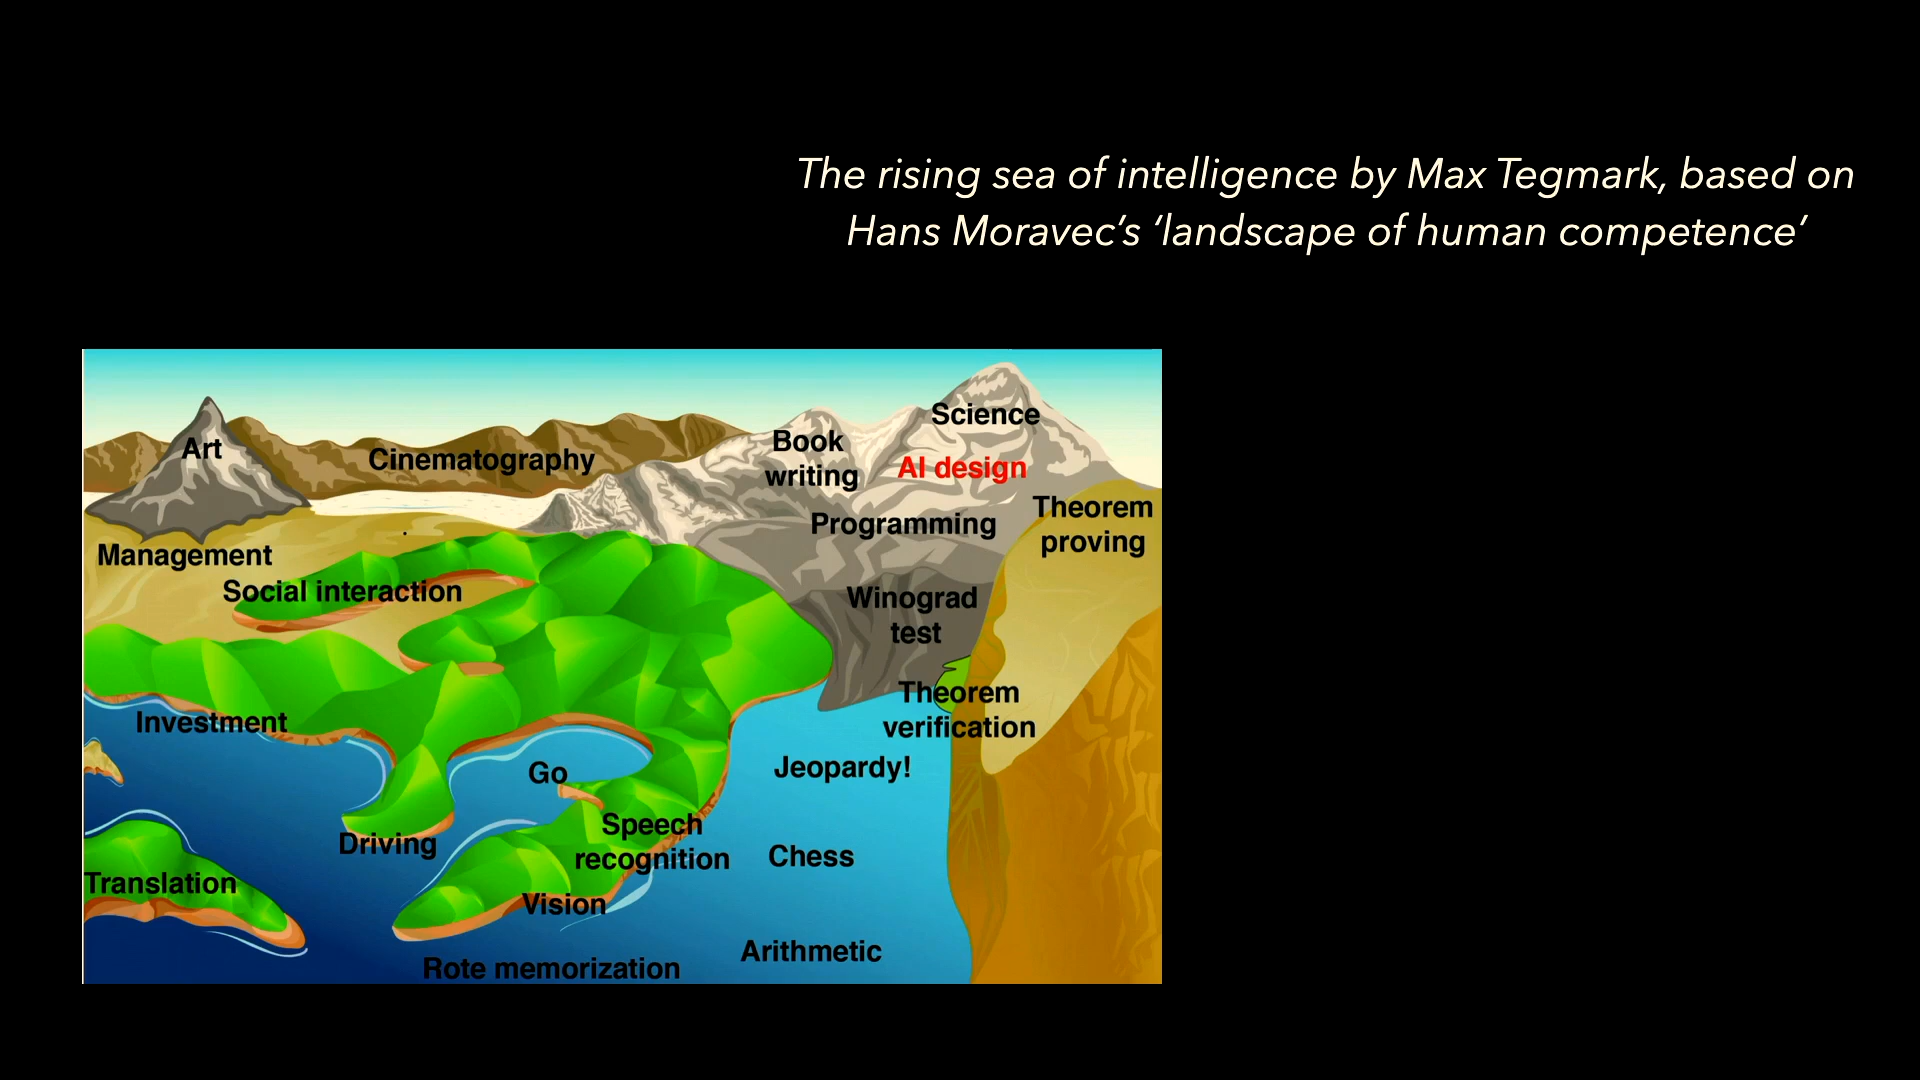 The rising sea of intelligence by Max Tegmark, based on
Hans Moravec’s ‘landscape of human competence’
Science
Art
Cinematography
Book
writing
AI design
Programming
Theorem
proving
Management
Social interaction
Winograd
test
Theorem
verification
Investment
Go
Jeopardy!
Speech
recognition
Driving
Chess
Translation
Vision
Arithmetic
Rote memorization